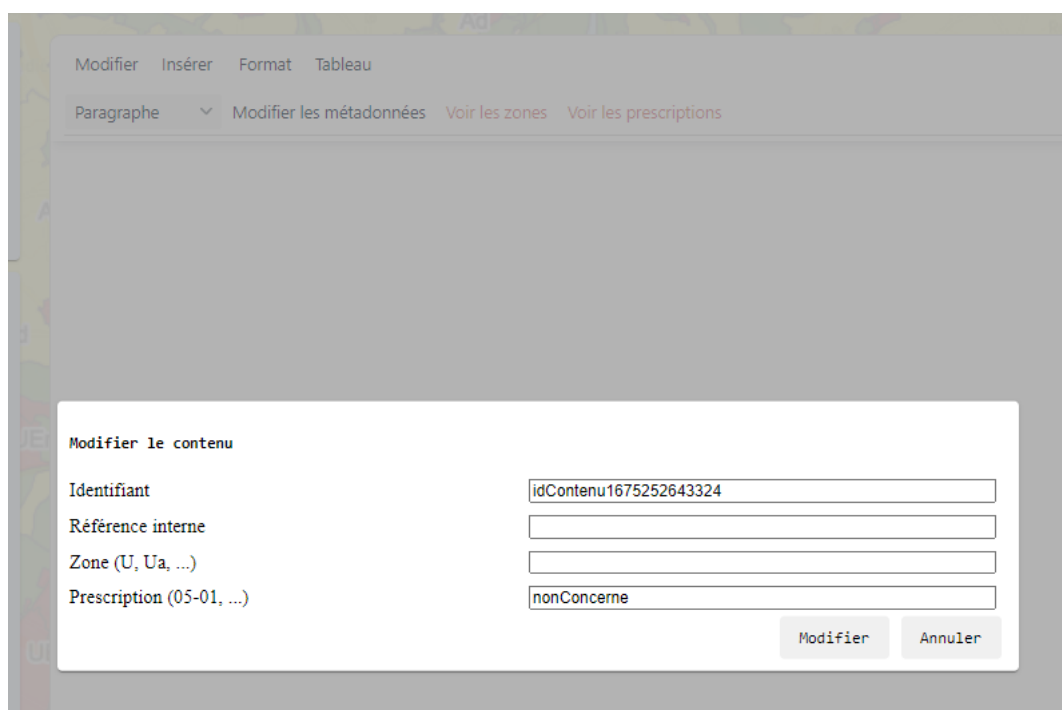 Ad
Modifier Insérer Format Tableau
Paragraphe Modifier les métadonnées Voir les zones Voir les prescriptions
Modifier le contenu
Identifiant idContenu1675252643324
Référence interne
Zone (U, Ua, ...)
Prescription (05-01, ...) nonConcerne
Modifier Annuler